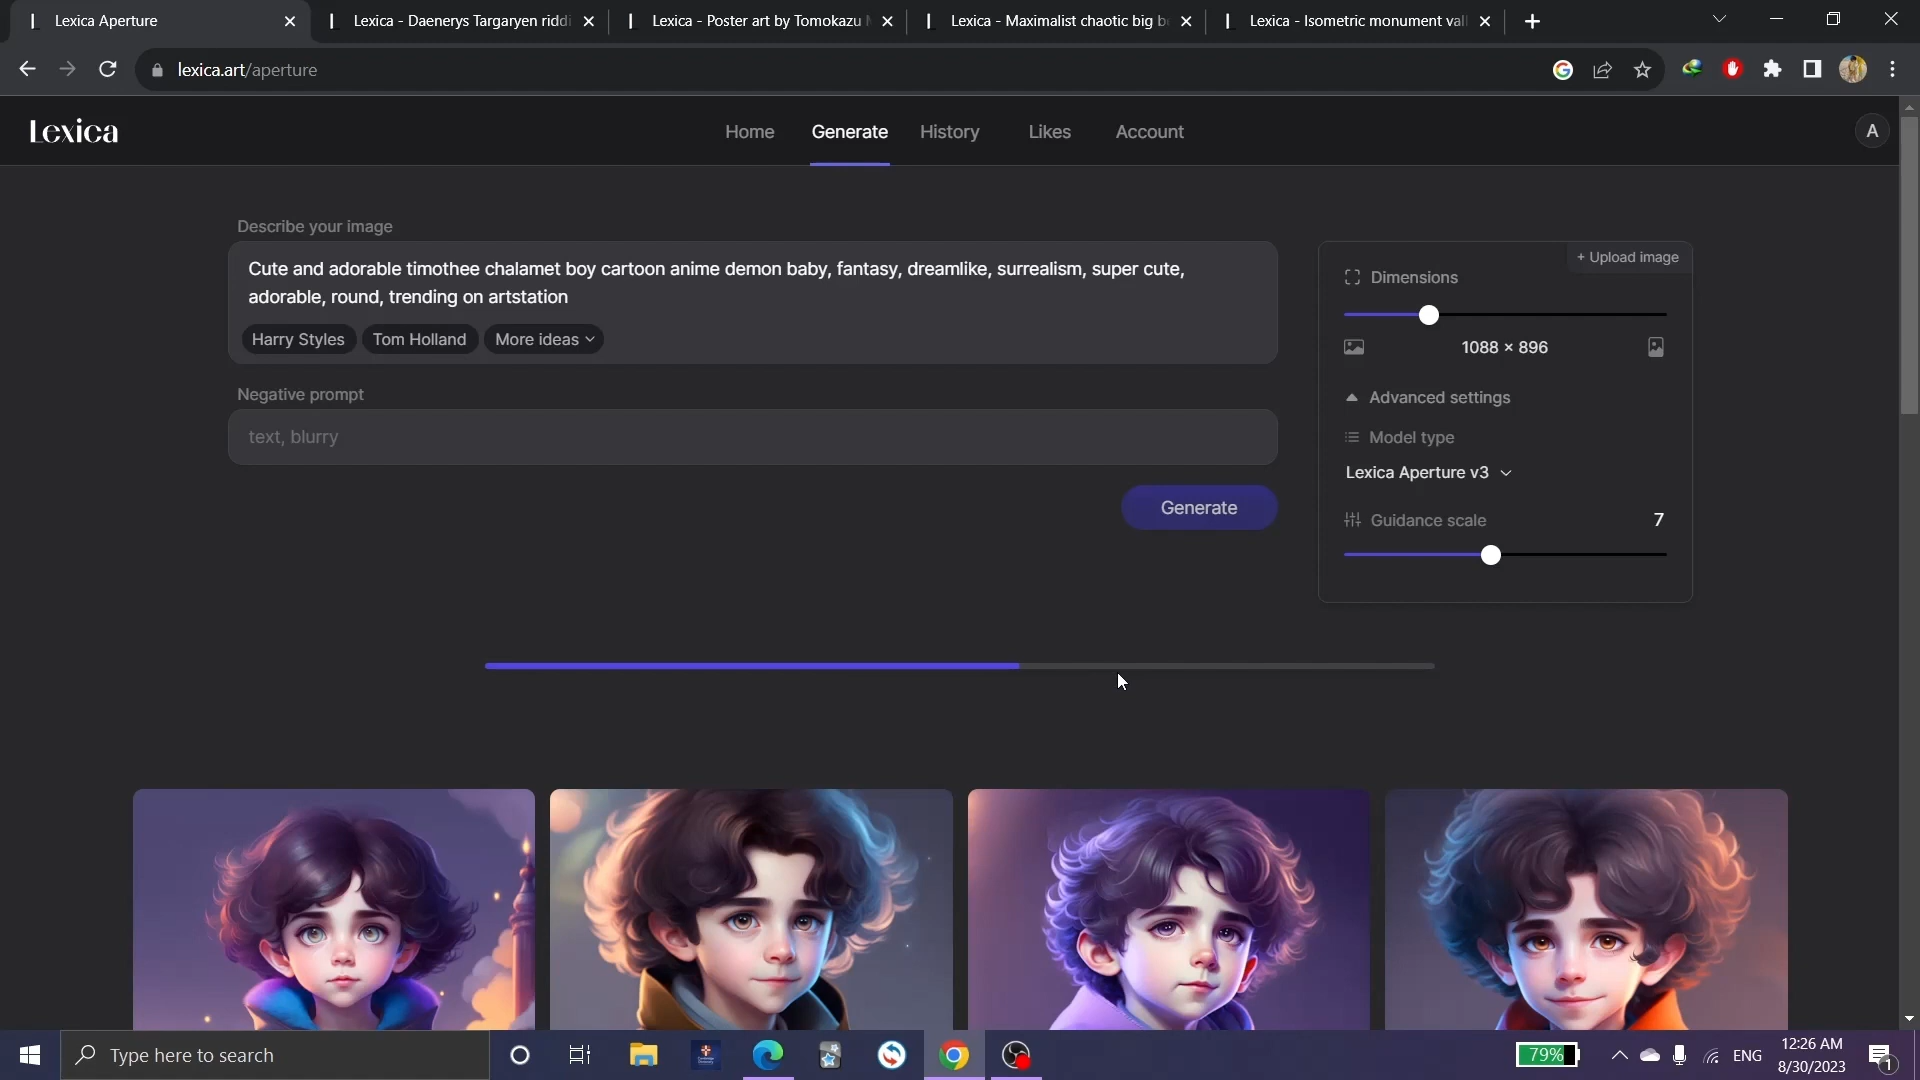 Lexica Aperture
Lexica - Daenerys Targaryen riddi
Lexica - Poster art by Tomokazu
Lexica - Maximalist chaotic big b
Lexica - Isometric monument val
lexica.art/aperture
Lexica
Home
Generate
History
Likes
Account
A
Describe your image
Cute and adorable timothee chalamet boy cartoon anime demon baby, fantasy, dreamlike, surrealism, super cute,
adorable, round, trending on artstation
Harry Styles
Tom Holland
More ideas
Negative prompt
text, blurry
Generate
+ Upload image
Dimensions
1088 × 896
Advanced settings
Model type
Lexica Aperture v3
Guidance scale
7
Type here to search
79%
ENG
12:26 AM
8/30/2023
1